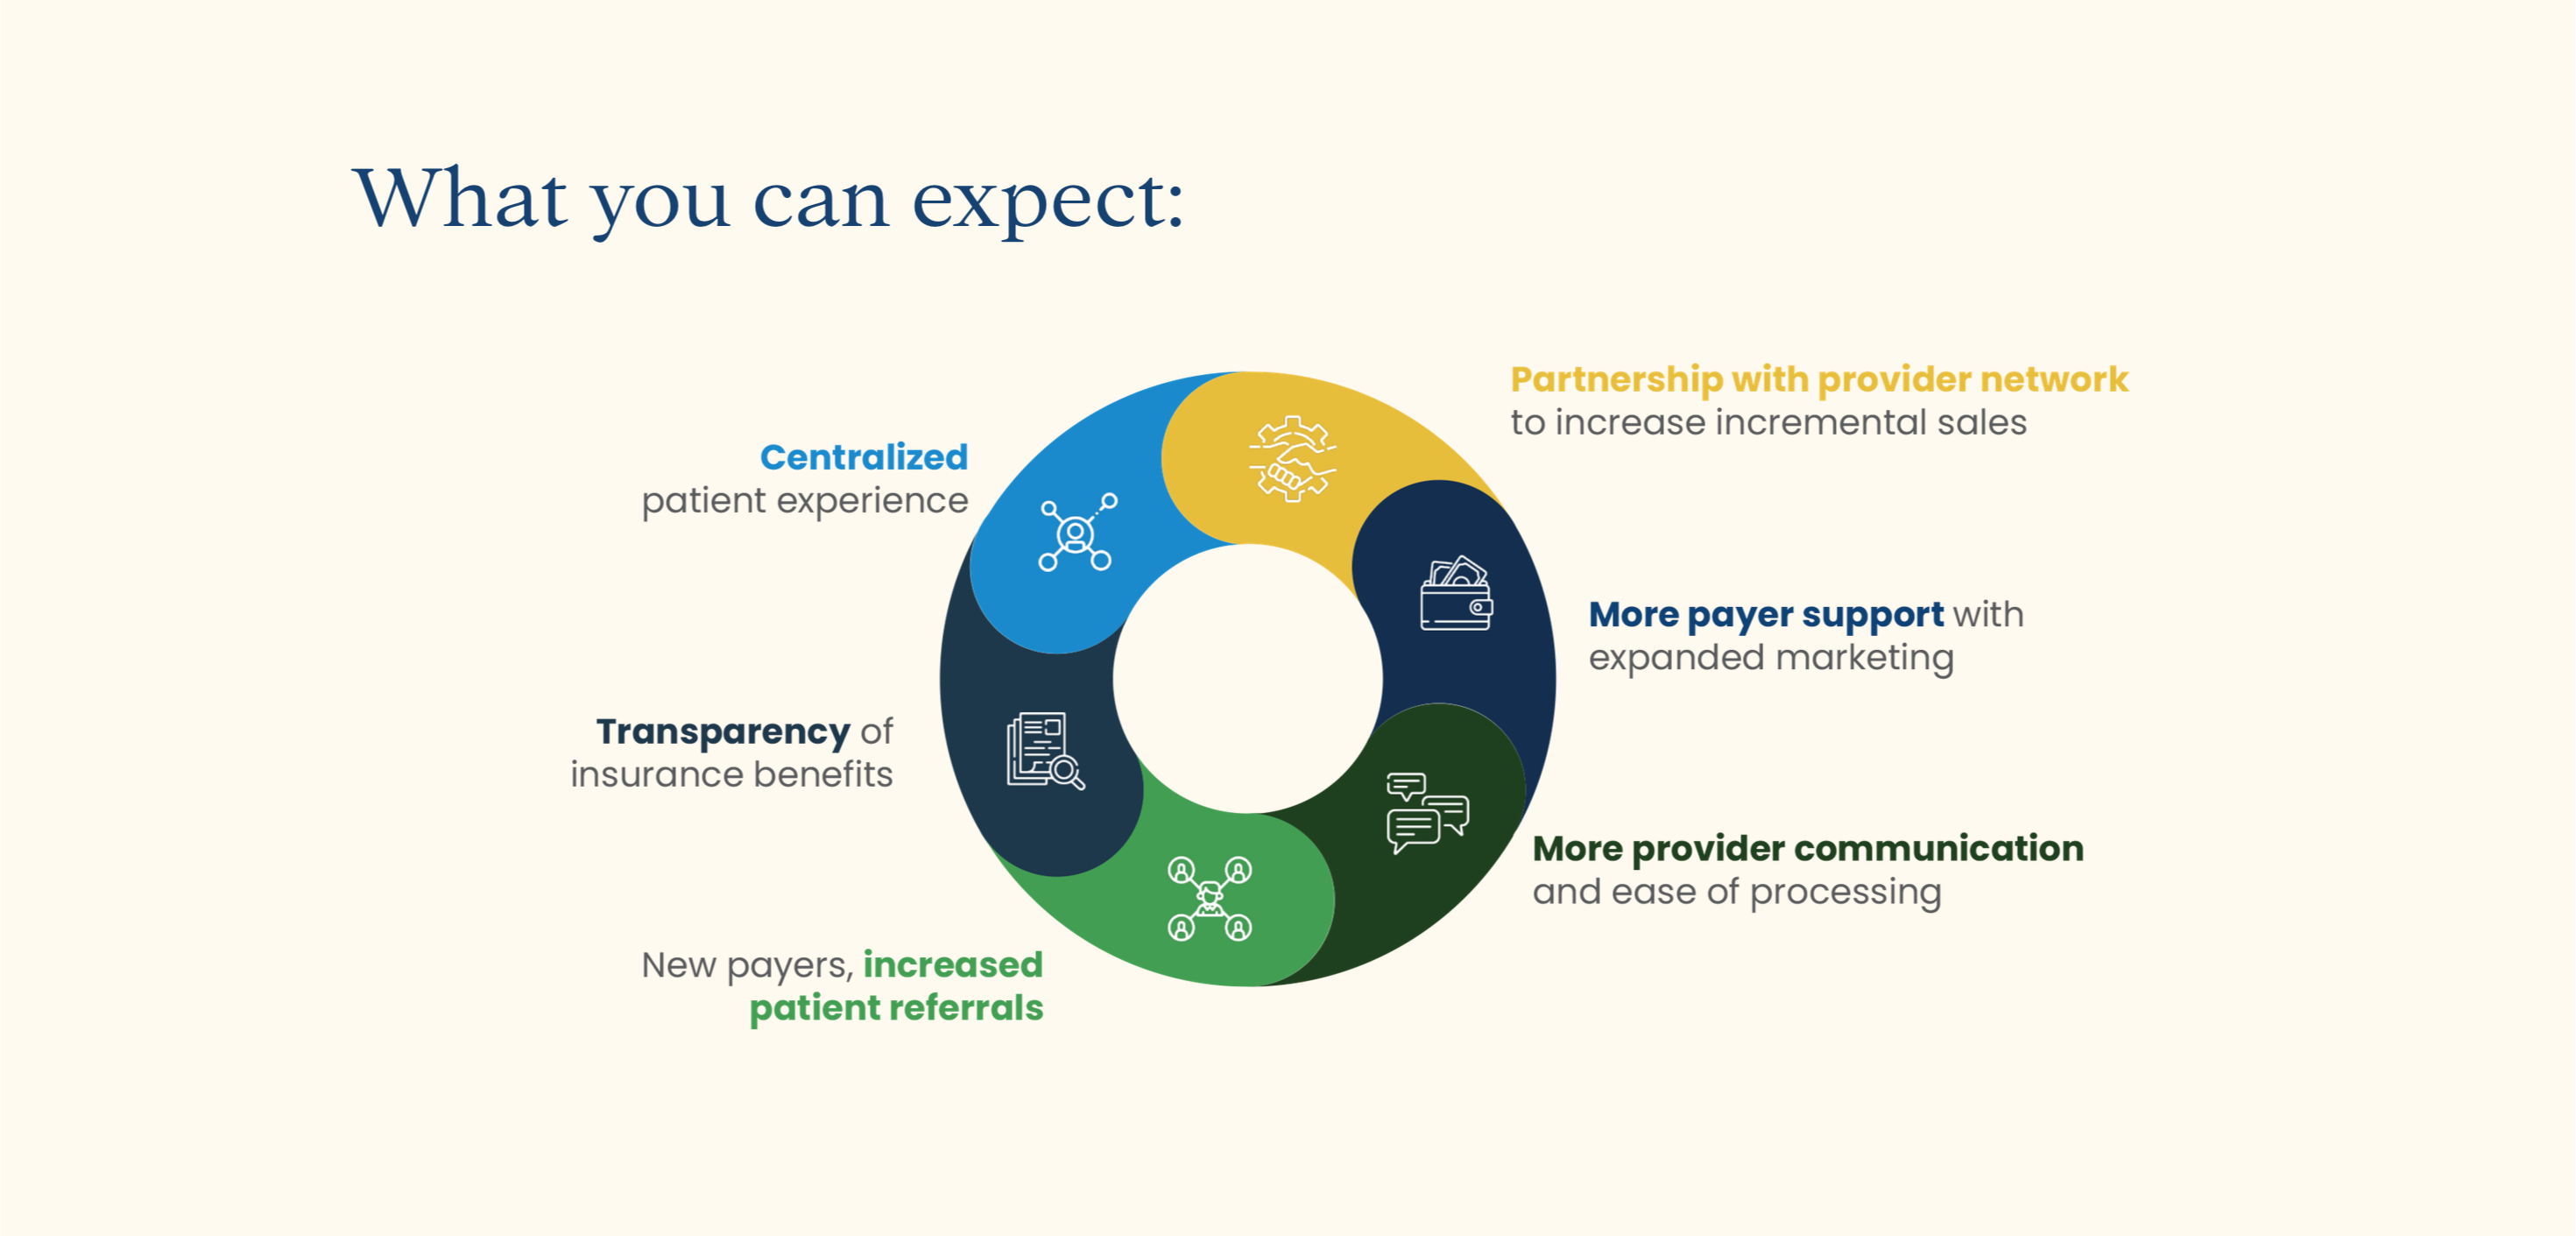 What you can expect:
Partnership with provider network
to increase incremental sales
More payer support with
expanded marketing
More provider communication
and ease of processing
New payers, increased
patient referrals
Transparency of
insurance benefits
Centralized
patient experience